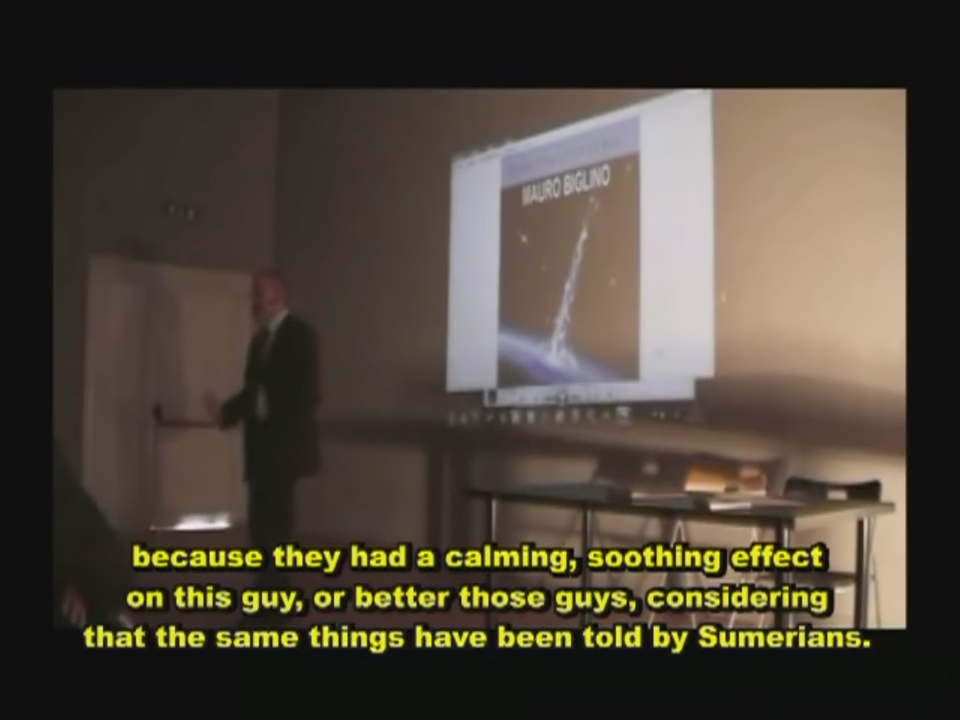 MAURO BIGLINO
because they had a calming, soothing effect
on this guy, or better those guys, considering
that the same things have been told by Sumerians.